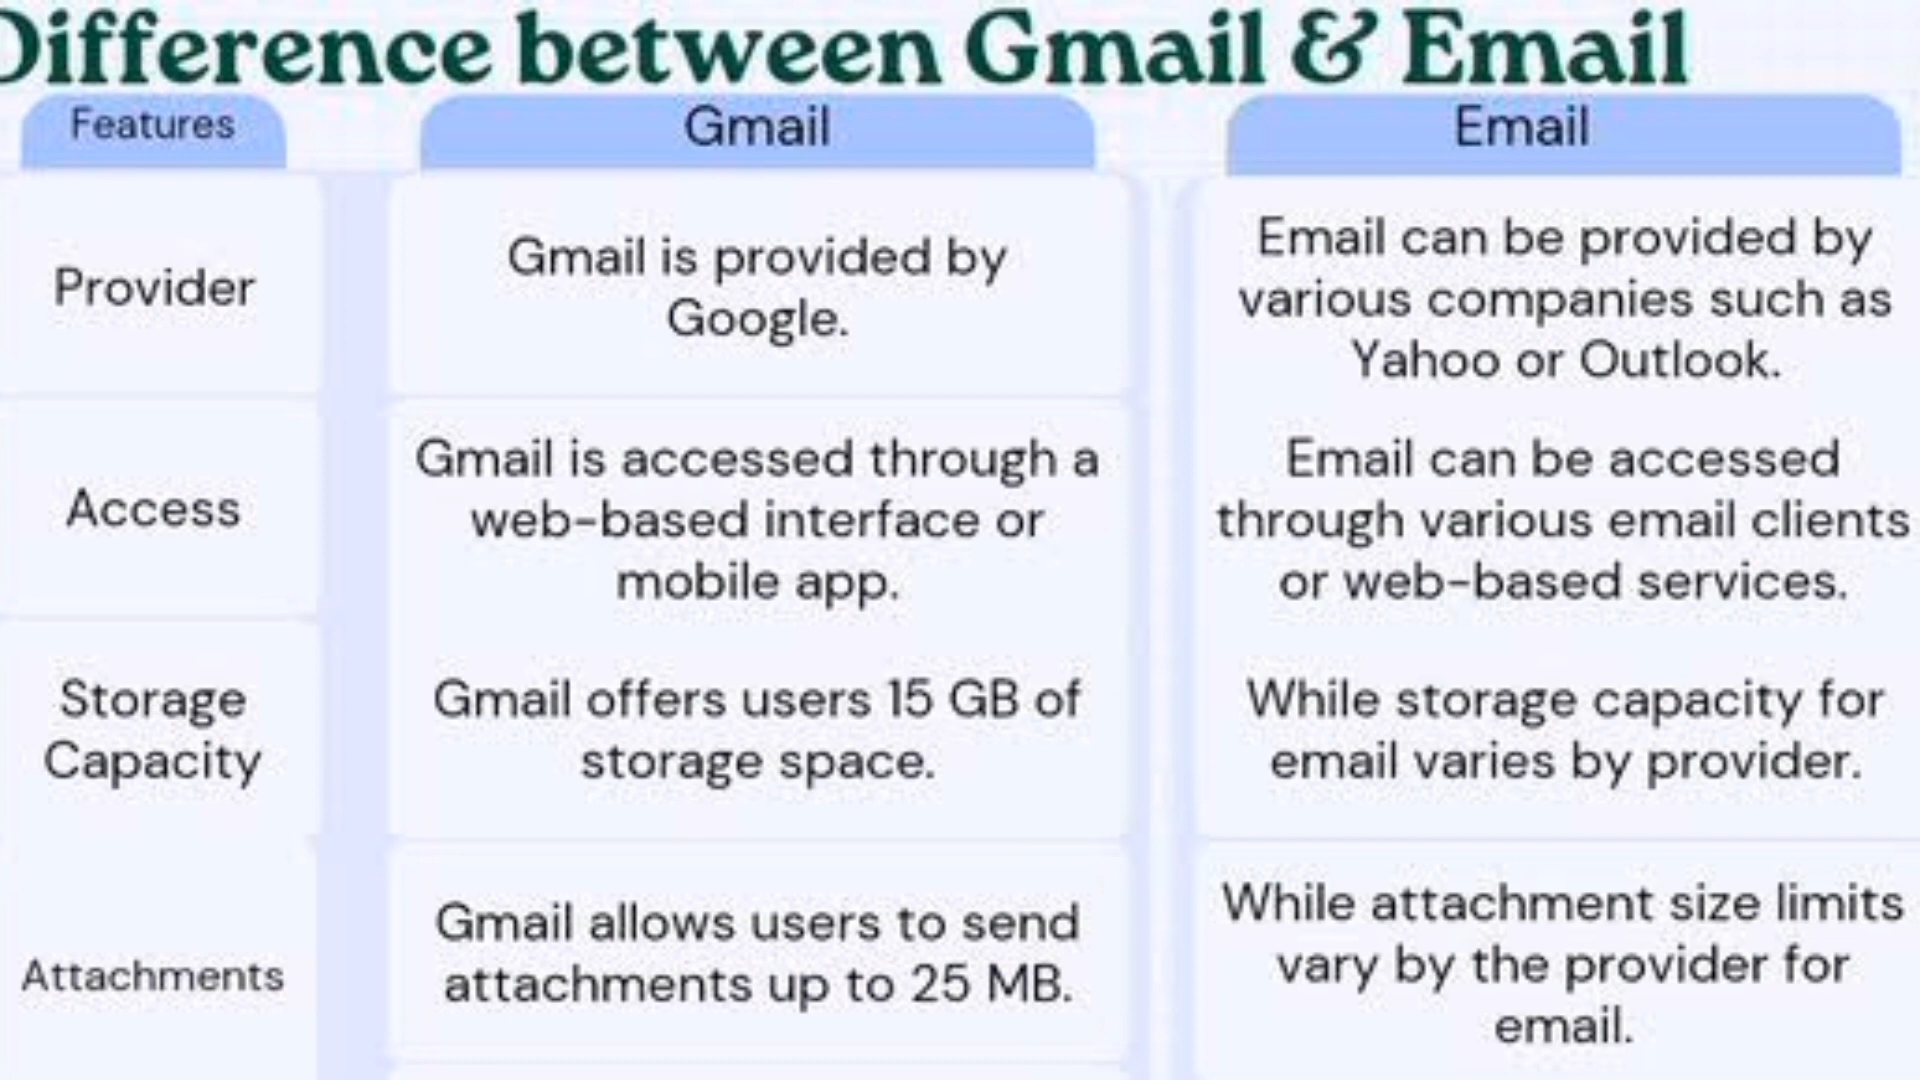 Difference between Gmail & Email
Features
Gmail
Email
Provider
Gmail is provided by
Google.
Email can be provided by
various companies such as
Yahoo or Outlook.
Access
Gmail is accessed through a
web-based interface or
mobile app.
Email can be accessed
through various email clients
or web-based services.
Storage
Capacity
Gmail offers users 15 GB of
storage space.
While storage capacity for
email varies by provider.
Attachments
Gmail allows users to send
attachments up to 25 MB.
While attachment size limits
vary by the provider for
email.